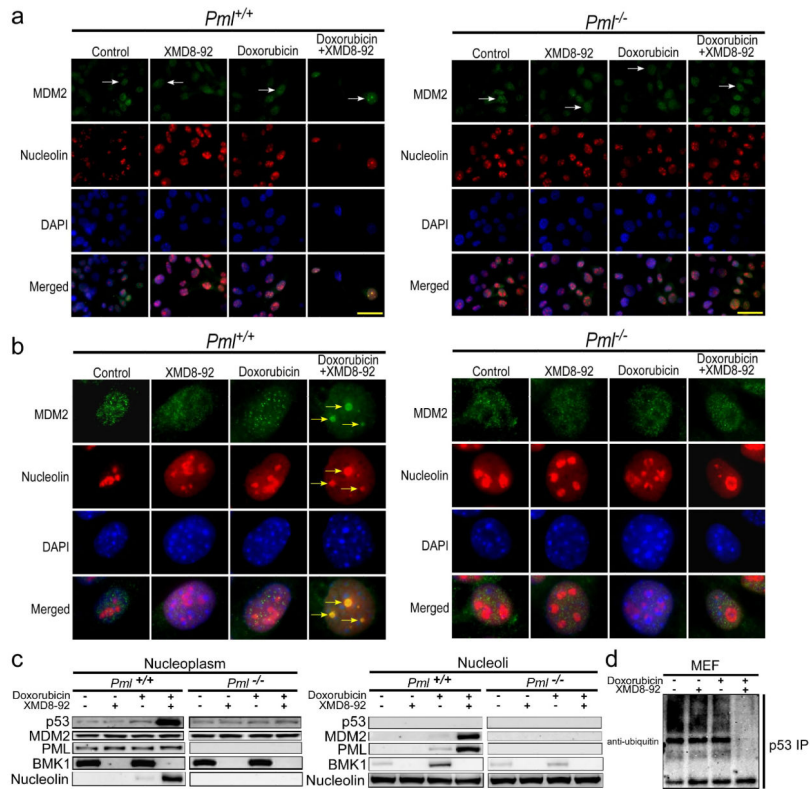 a
Pml+/+
Pml-/-
Control XMD8-92 Doxorubicin Doxorubicin +XMD8-92
Control XMD8-92 Doxorubicin Doxorubicin +XMD8-92
MDM2
MDM2
Nucleolin
Nucleolin
DAPI
DAPI
Merged
Merged
b
Pml+/+
Pml-/-
Control XMD8-92 Doxorubicin Doxorubicin +XMD8-92
Control XMD8-92 Doxorubicin Doxorubicin +XMD8-92
MDM2
MDM2
Nucleolin
Nucleolin
DAPI
DAPI
Merged
Merged
c
Nucleoplasm
Pml +/+ Pml -/-
Doxorubicin - - + + - - + +
XMD8-92 - + - + - + - +
p53
MDM2
PML
BMK1
Nucleolin
Nucleoli
Pml +/+ Pml -/-
Doxorubicin - - + + - - + +
XMD8-92 - + - + - + - +
p53
MDM2
PML
BMK1
Nucleolin
d
MEF
Doxorubicin - - + +
XMD8-92 - + - +
anti-ubiquitin
p53 IP